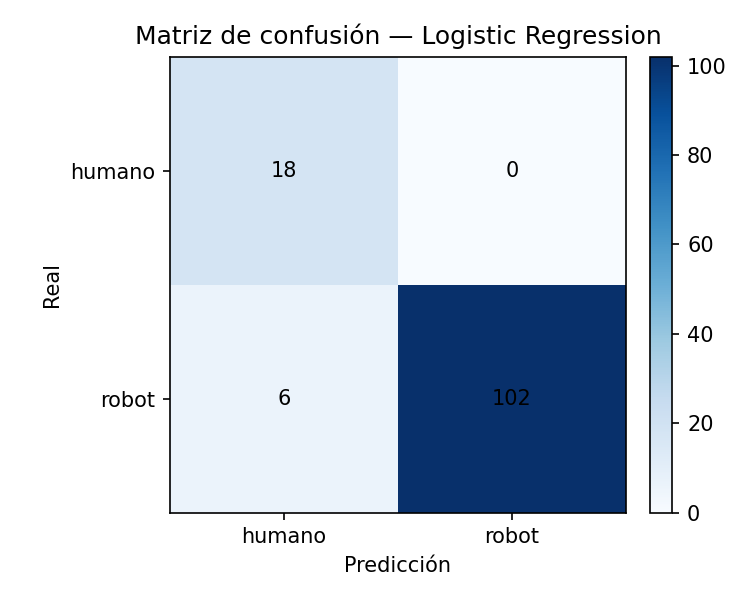 Matriz de confusión — Logistic Regression
humano
18
0
robot
6
102
Real
humano
robot
Predicción
100
80
60
40
20
0